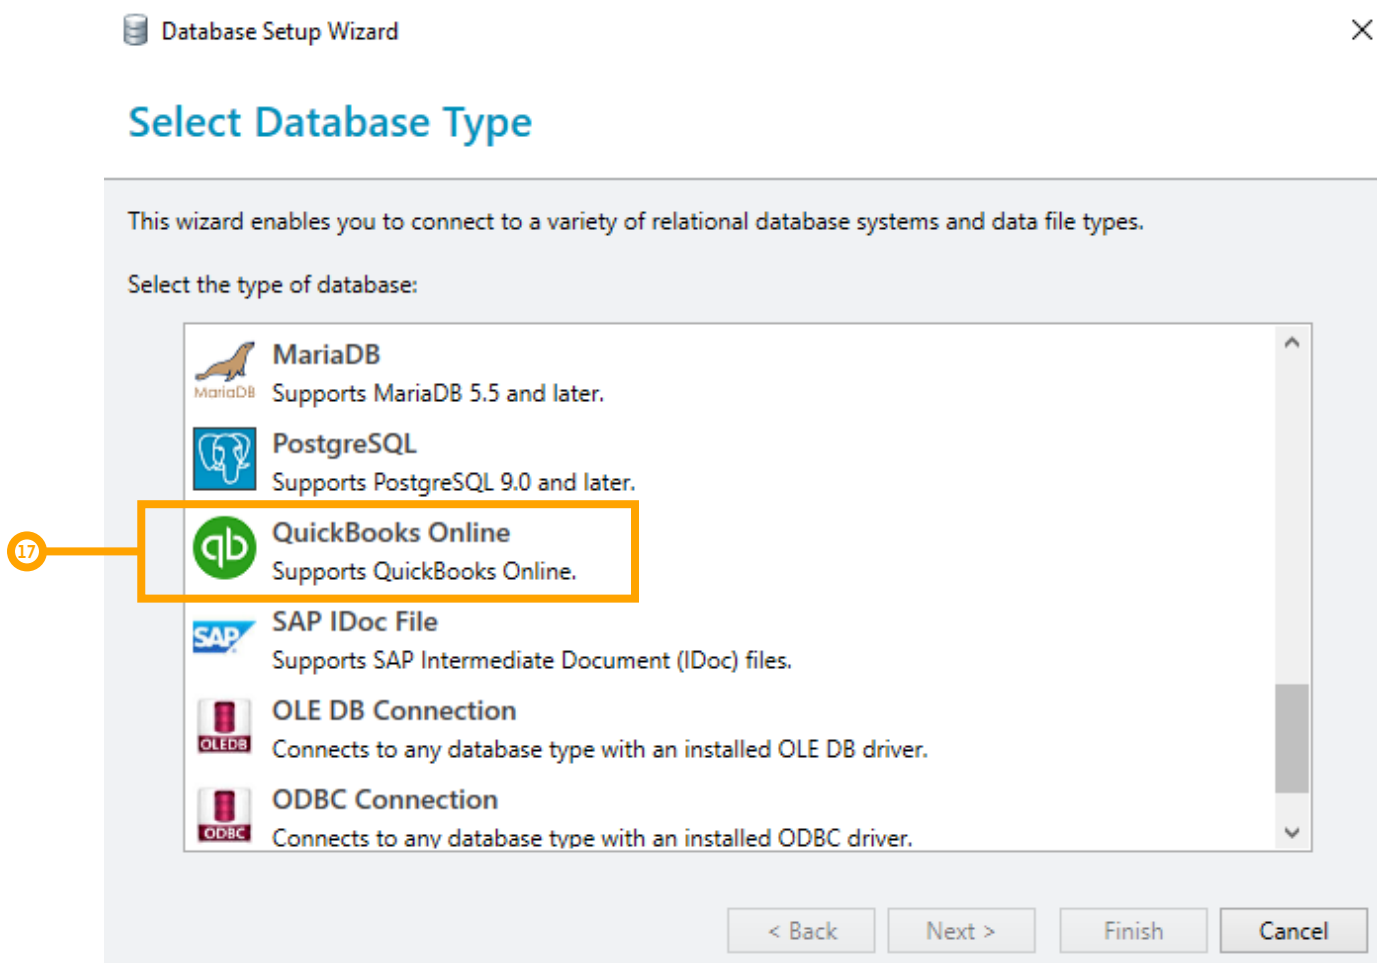 Database Setup Wizard
Select Database Type
This wizard enables you to connect to a variety of relational database systems and data file types.
Select the type of database:
MariaDB
MariaDB
Supports MariaDB 5.5 and later.
PostgreSQL
Supports PostgreSQL 9.0 and later.
17
qb
QuickBooks Online
Supports QuickBooks Online.
SAP
SAP IDoc File
Supports SAP Intermediate Document (IDoc) files.
OLEDB
OLE DB Connection
Connects to any database type with an installed OLE DB driver.
ODBC
ODBC Connection
Connects to any database type with an installed ODBC driver.
< Back
Next >
Finish
Cancel